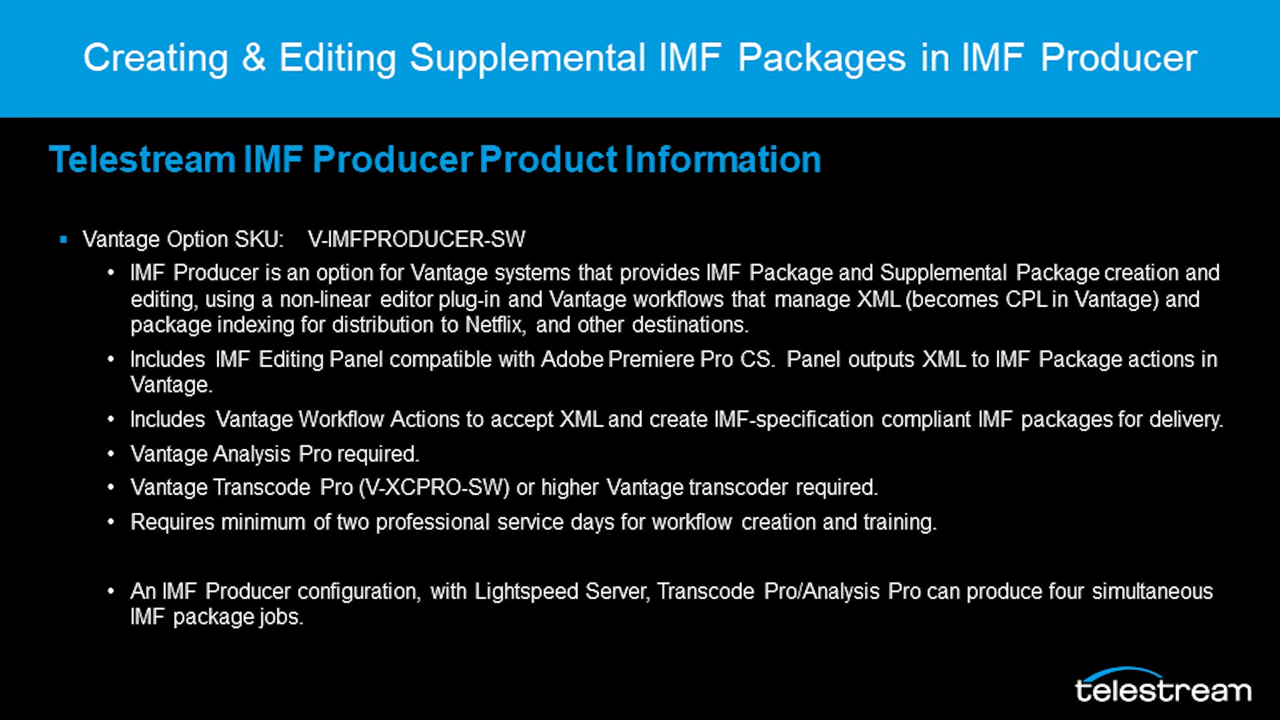 Creating & Editing Supplemental IMF Packages in IMF Producer
Telestream IMF Producer Product Information
▪ Vantage Option SKU: V-IMFPRODUCER-SW
• IMF Producer is an option for Vantage systems that provides IMF Package and Supplemental Package creation and
editing, using a non-linear editor plug-in and Vantage workflows that manage XML (becomes CPL in Vantage) and
package indexing for distribution to Netflix, and other destinations.
• Includes IMF Editing Panel compatible with Adobe Premiere Pro CS. Panel outputs XML to IMF Package actions in
Vantage.
• Includes Vantage Workflow Actions to accept XML and create IMF-specification compliant IMF packages for delivery.
• Vantage Analysis Pro required.
• Vantage Transcode Pro (V-XCPRO-SW) or higher Vantage transcoder required.
• Requires minimum of two professional service days for workflow creation and training.
• An IMF Producer configuration, with Lightspeed Server, Transcode Pro/Analysis Pro can produce four simultaneous
IMF package jobs.
telestream